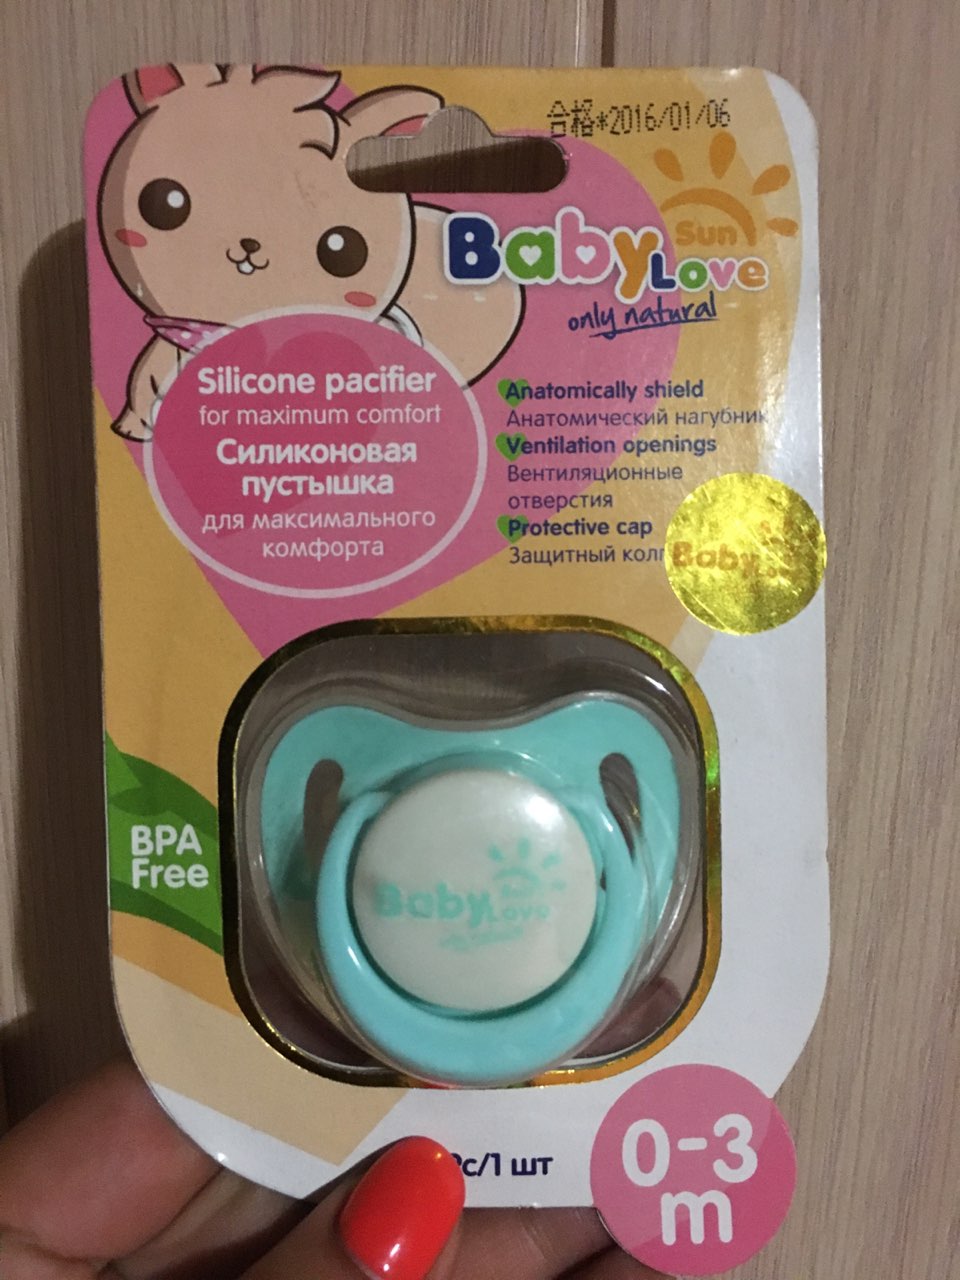 合格*2016/01/06
Sun
Baby Love
only natural
Silicone pacifier
for maximum comfort
Силиконовая
пустышка
для максимального
комфорта
Anatomically shield
Анатомический нагубник
Ventilation openings
Вентиляционные
отверстия
Protective cap
Защитный
Baby
BPA
Free
Sun
Baby Love
1 шт
0-3
m